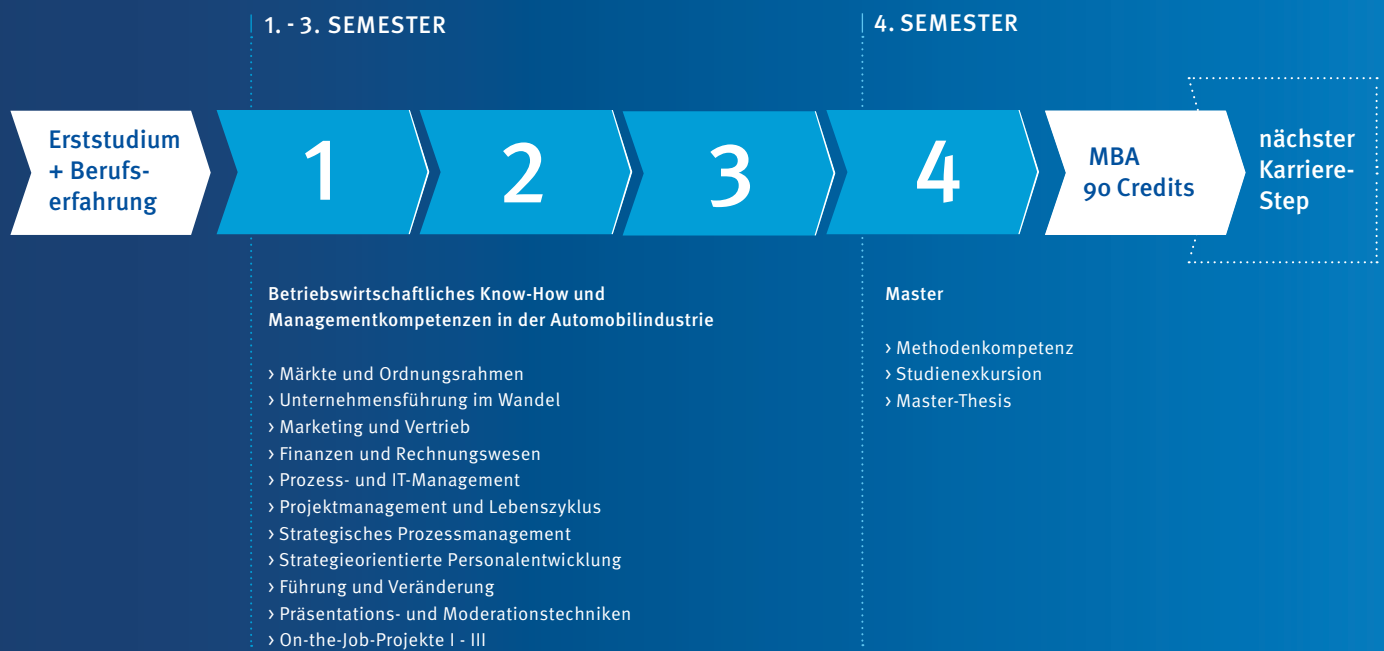 1. - 3. SEMESTER
4. SEMESTER
Erststudium
+ Berufs-
erfahrung
1
2
3
4
MBA
90 Credits
nächster
Karriere-
Step
Betriebswirtschaftliches Know-How und
Managementkompetenzen in der Automobilindustrie
> Märkte und Ordnungsrahmen
> Unternehmensführung im Wandel
> Marketing und Vertrieb
> Finanzen und Rechnungswesen
> Prozess- und IT-Management
> Projektmanagement und Lebenszyklus
> Strategisches Prozessmanagement
> Strategieorientierte Personalentwicklung
> Führung und Veränderung
> Präsentations- und Moderationstechniken
> On-the-Job-Projekte I - III
Master
> Methodenkompetenz
> Studienexkursion
> Master-Thesis